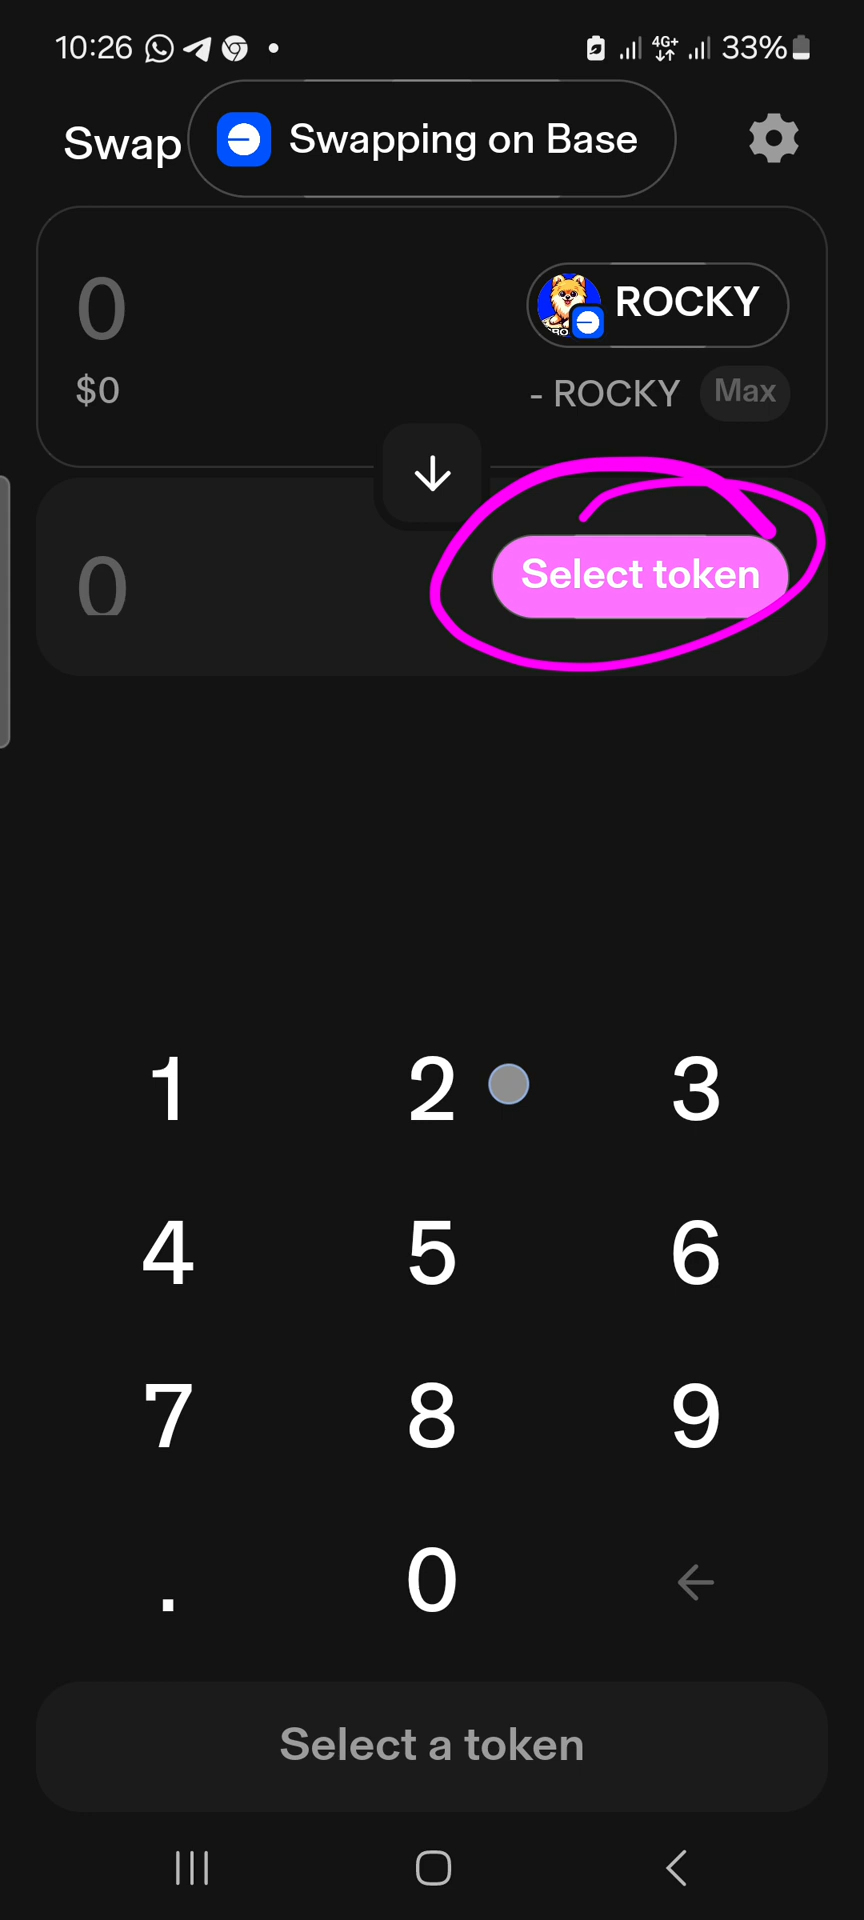 10:26 4G+ 33%
Swap Swapping on Base
0 ROCKY
$0 - ROCKY Max
0 Select token
1 2 3
4 5 6
7 8 9
. 0
Select a token